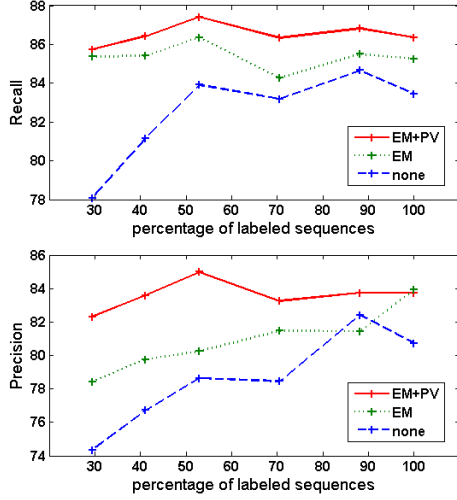 88
86
84
82
80
78
Recall
EM+PV
EM
none
20 30 40 50 60 70 80 90 100
percentage of labeled sequences
86
84
82
80
78
76
74
Precision
EM+PV
EM
none
20 30 40 50 60 70 80 90 100
percentage of labeled sequences